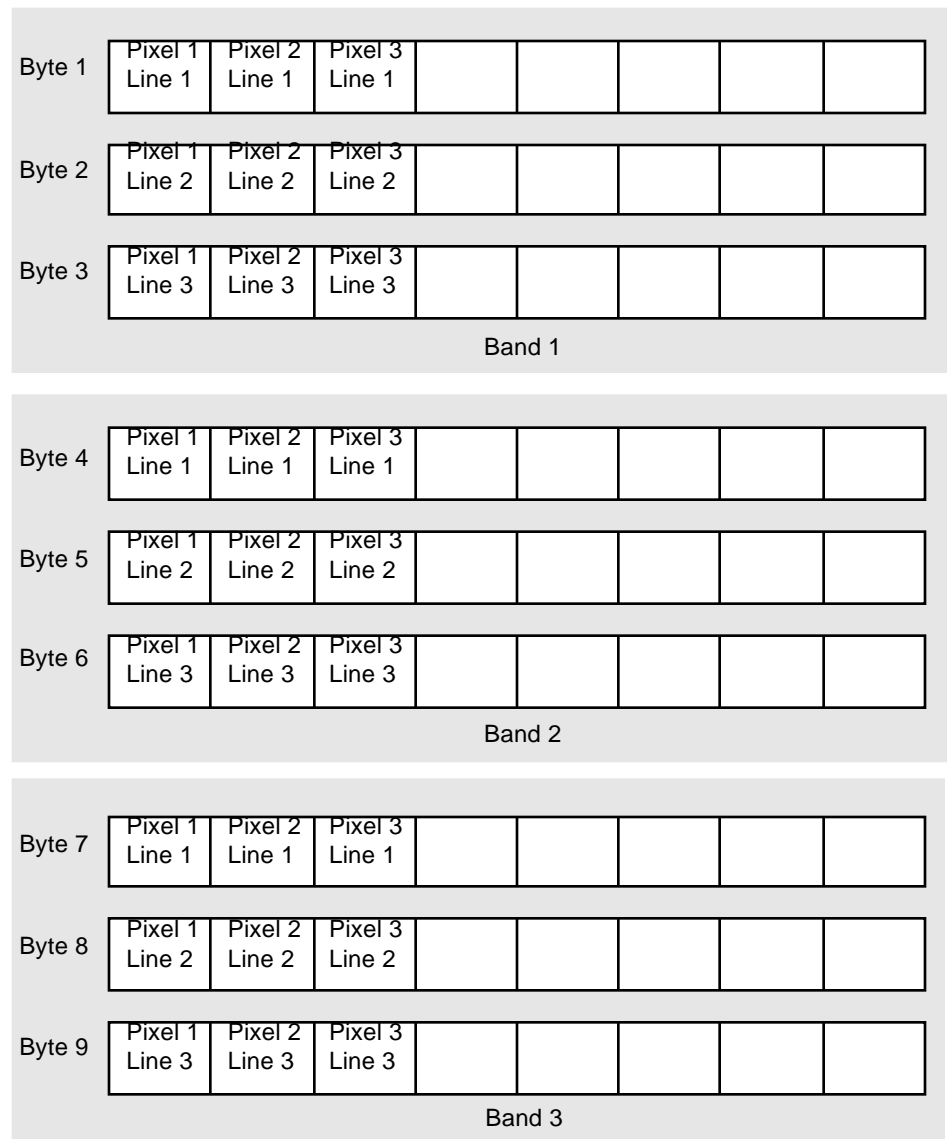 Byte 1
Pixel 1 Pixel 2 Pixel 3
Line 1 Line 1 Line 1
Byte 2
Pixel 1 Pixel 2 Pixel 3
Line 2 Line 2 Line 2
Byte 3
Pixel 1 Pixel 2 Pixel 3
Line 3 Line 3 Line 3
Band 1
Byte 4
Pixel 1 Pixel 2 Pixel 3
Line 1 Line 1 Line 1
Byte 5
Pixel 1 Pixel 2 Pixel 3
Line 2 Line 2 Line 2
Byte 6
Pixel 1 Pixel 2 Pixel 3
Line 3 Line 3 Line 3
Band 2
Byte 7
Pixel 1 Pixel 2 Pixel 3
Line 1 Line 1 Line 1
Byte 8
Pixel 1 Pixel 2 Pixel 3
Line 2 Line 2 Line 2
Byte 9
Pixel 1 Pixel 2 Pixel 3
Line 3 Line 3 Line 3
Band 3